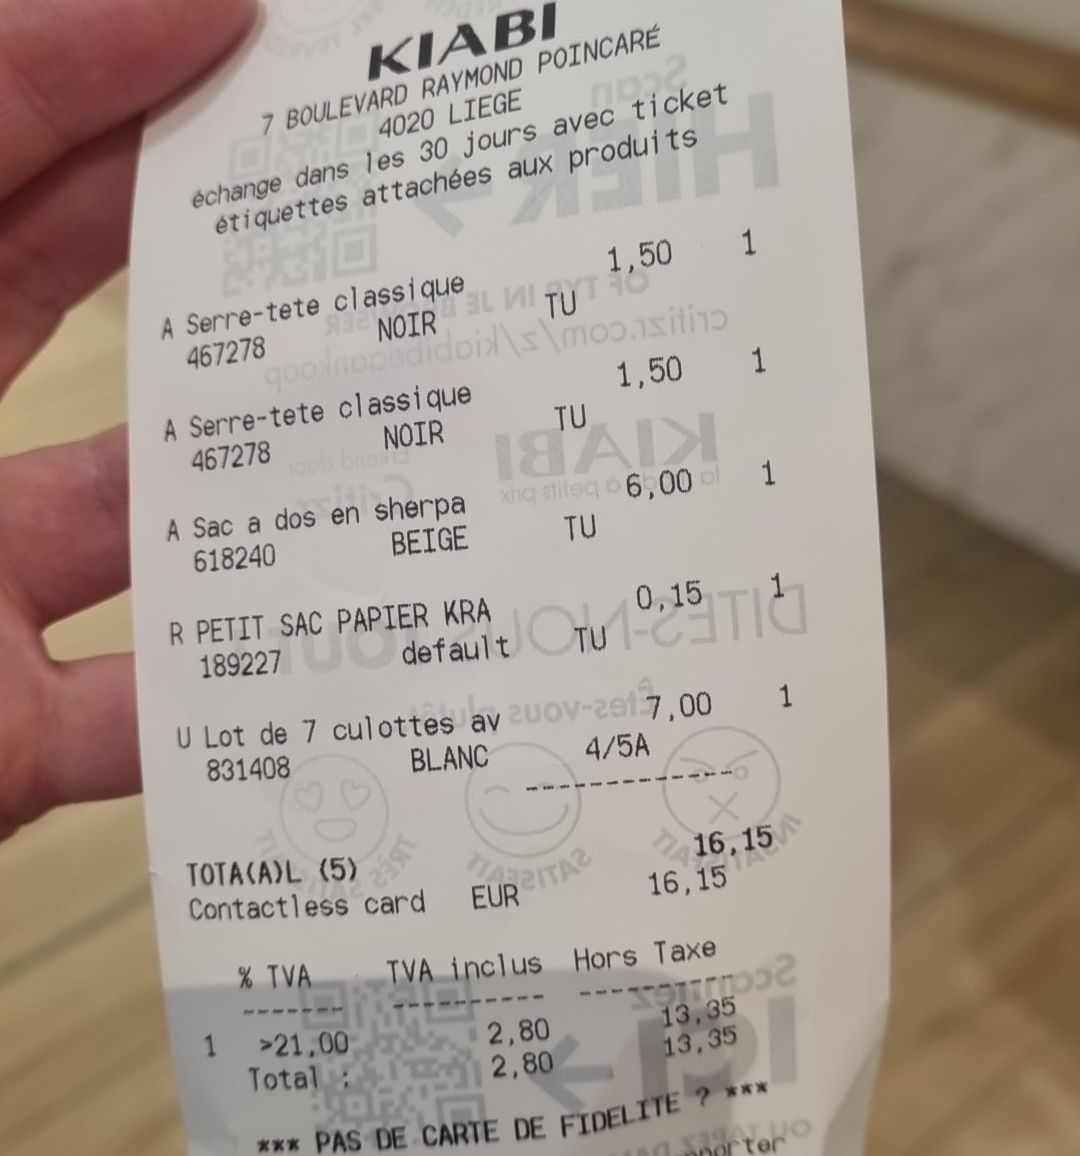 KIABI
7 BOULEVARD RAYMOND POINCARÉ
4020 LIEGE
échange dans les 30 jours avec ticket
étiquettes attachées aux produits
1,50 1
A Serre-tete classique
467278 NOIR TU
1,50 1
A Serre-tete classique
467278 NOIR TU
6,00 1
A Sac a dos en sherpa
618240 BEIGE TU
0,15 1
R PETIT SAC PAPIER KRA
189227 default TU
7,00 1
U Lot de 7 culottes av
831408 BLANC 4/5A
--------------
16,15
TOTA(A)L (5)
Contactless card EUR 16,15
% TVA TVA inclus Hors Taxe
------- ---------- -----------
1 >21,00 2,80 13,35
Total : 2,80 13,35
*** PAS DE CARTE DE FIDELITE ? ***